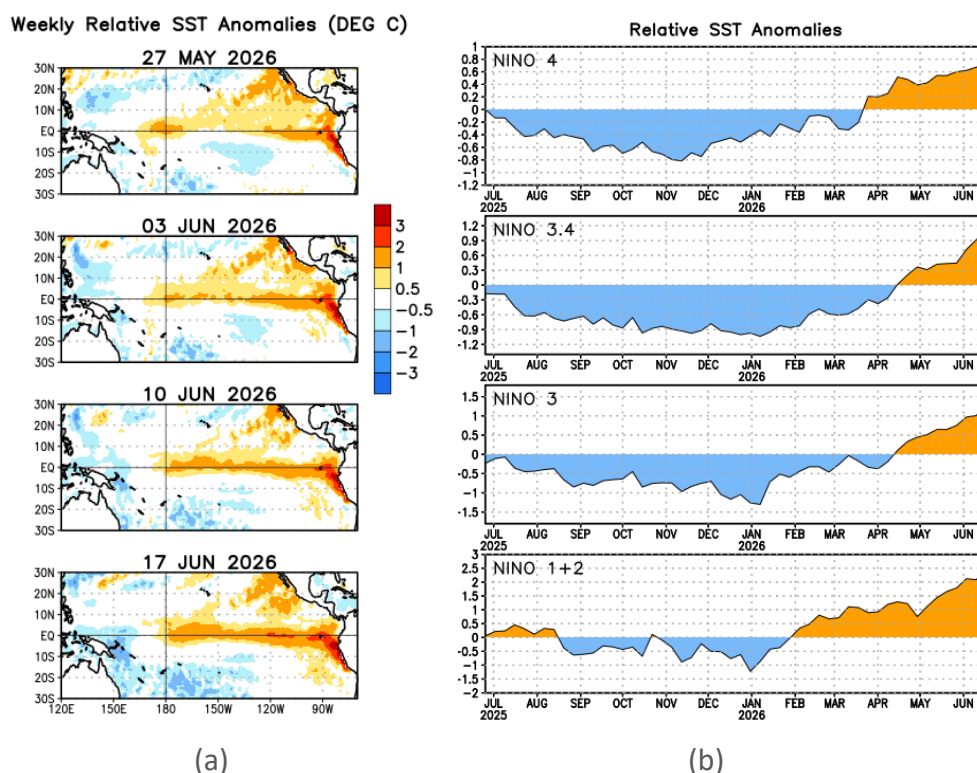 Weekly Relative SST Anomalies (DEG C)
27 MAY 2026
30N
20N
10N
EQ
10S
20S
30S
03 JUN 2026
30N
20N
10N
EQ
10S
20S
30S
3
2
1
0.5
−0.5
−1
−2
−3
10 JUN 2026
30N
20N
10N
EQ
10S
20S
30S
17 JUN 2026
30N
20N
10N
EQ
10S
20S
30S
120E 150E 180 150W 120W 90W
(a)
Relative SST Anomalies
NINO 4
1
0.8
0.6
0.4
0.2
0
-0.2
-0.4
-0.6
-0.8
-1
-1.2
JUL AUG SEP OCT NOV DEC JAN FEB MAR APR MAY JUN
2025 2026
NINO 3.4
1.2
0.9
0.6
0.3
0
-0.3
-0.6
-0.9
-1.2
JUL AUG SEP OCT NOV DEC JAN FEB MAR APR MAY JUN
2025 2026
NINO 3
1.5
1
0.5
0
-0.5
-1
-1.5
JUL AUG SEP OCT NOV DEC JAN FEB MAR APR MAY JUN
2025 2026
NINO 1+2
3
2.5
2
1.5
1
0.5
0
-0.5
-1
-1.5
-2
JUL AUG SEP OCT NOV DEC JAN FEB MAR APR MAY JUN
2025 2026
(b)